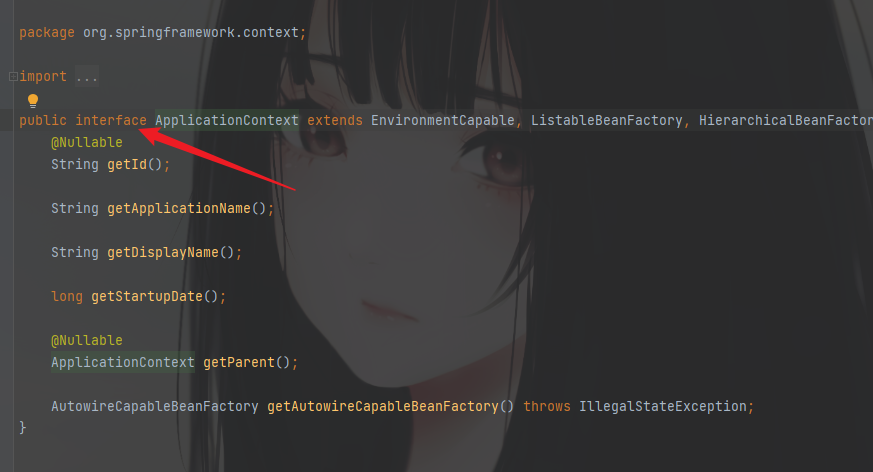 package org.springframework.context;
import ...
public interface ApplicationContext extends EnvironmentCapable, ListableBeanFactory, HierarchicalBeanFactor
@Nullable
String getId();
String getApplicationName();
String getDisplayName();
long getStartupDate();
@Nullable
ApplicationContext getParent();
AutowireCapableBeanFactory getAutowireCapableBeanFactory() throws IllegalStateException;
}